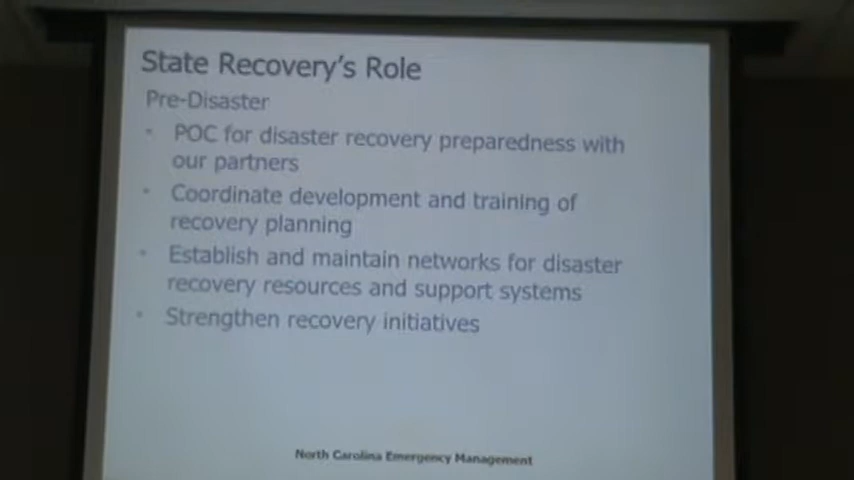 State Recovery's Role
Pre-Disaster
• POC for disaster recovery preparedness with
our partners
• Coordinate development and training of
recovery planning
• Establish and maintain networks for disaster
recovery resources and support systems
• Strengthen recovery initiatives
North Carolina Emergency Management